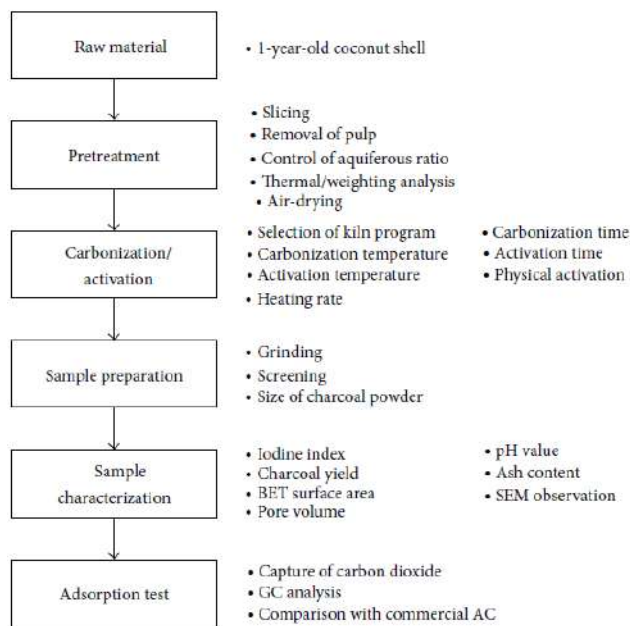 Raw material
• 1-year-old coconut shell
Pretreatment
• Slicing
• Removal of pulp
• Control of aquiferous ratio
• Thermal/weighting analysis
• Air-drying
Carbonization/
activation
• Selection of kiln program
• Carbonization temperature
• Activation temperature
• Heating rate
• Carbonization time
• Activation time
• Physical activation
Sample preparation
• Grinding
• Screening
• Size of charcoal powder
Sample
characterization
• Iodine index
• Charcoal yield
• BET surface area
• Pore volume
• pH value
• Ash content
• SEM observation
Adsorption test
• Capture of carbon dioxide
• GC analysis
• Comparison with commercial AC